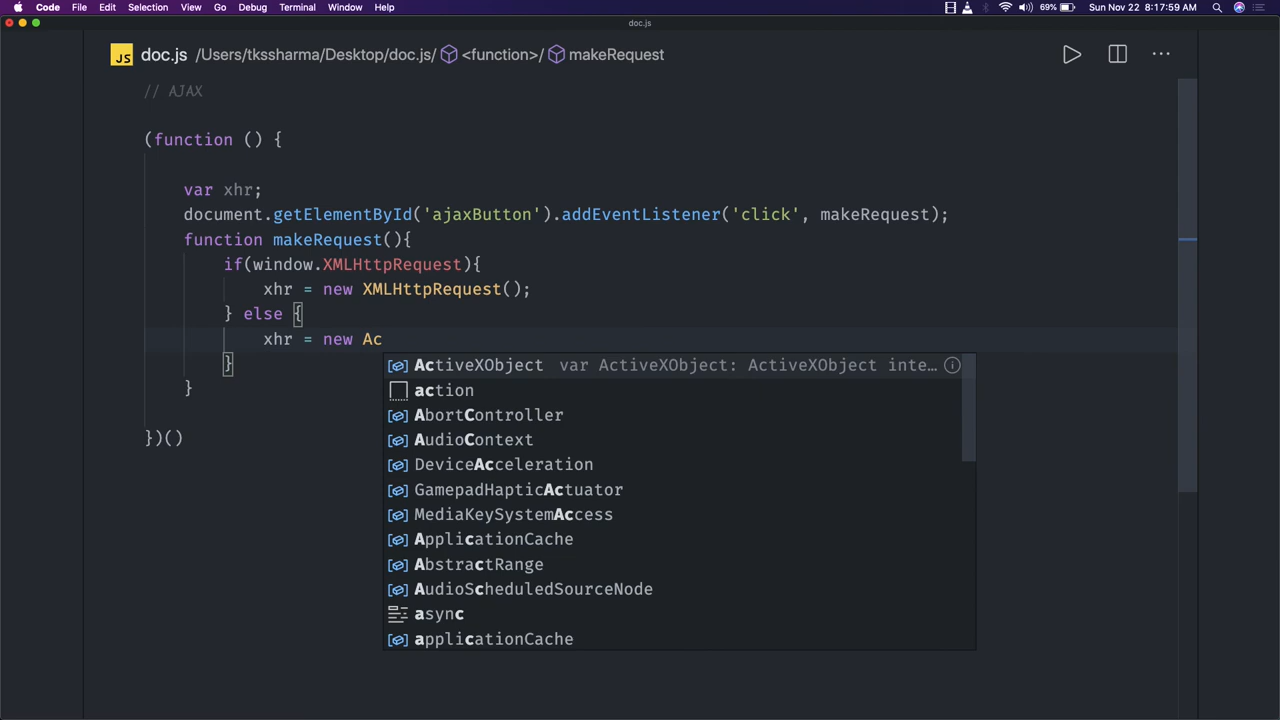 Code File Edit Selection View Go Debug Terminal Window Help 69% Sun Nov 22 8:17:59 AM
doc.js
JS doc.js /Users/tkssharma/Desktop/doc.js/ <function>/ makeRequest
// AJAX
(function () {
var xhr;
document.getElementById('ajaxButton').addEventListener('click', makeRequest);
function makeRequest(){
if(window.XMLHttpRequest){
xhr = new XMLHttpRequest();
} else {
xhr = new Ac
}
ActiveXObject var ActiveXObject: ActiveXObject inte…
action
}
AbortController
AudioContext
})()
DeviceAcceleration
GamepadHapticActuator
MediaKeySystemAccess
ApplicationCache
AbstractRange
AudioScheduledSourceNode
async
applicationCache